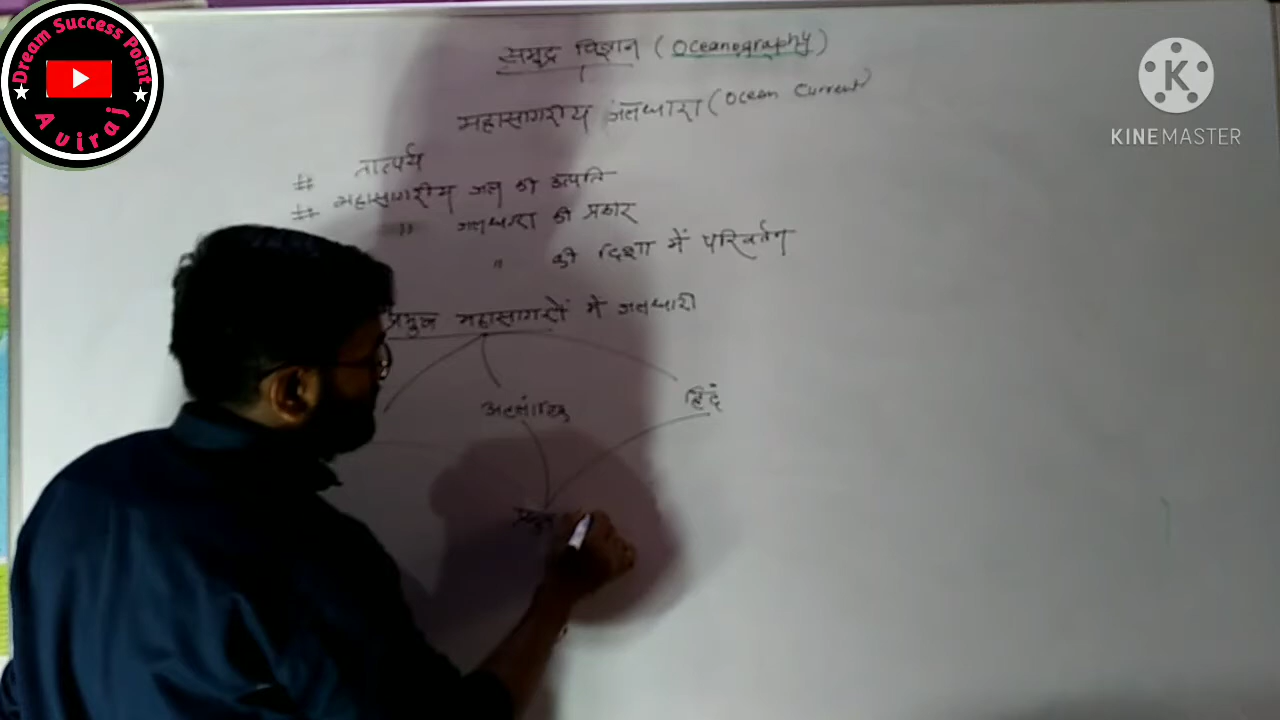 Dream Success Point
Aviraj
KINEMASTER
समुद्र विज्ञान (Oceanography)
महासागरीय जलधारा (Ocean Current)
# तात्पर्य
# महासागरीय जल की उत्पति
" जलधारा के प्रकार
" की दिशा में परिवर्तन
प्रमुख महासागरों में जलधारा
अटलांटिक हिंद